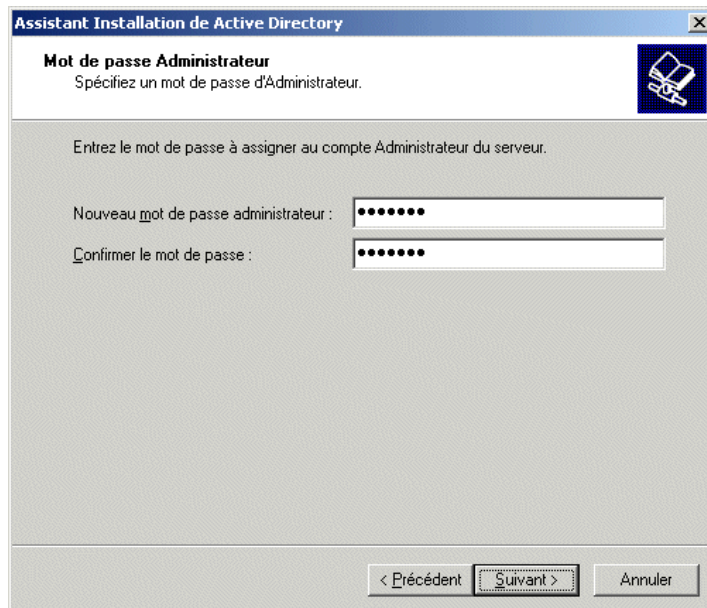 Assistant Installation de Active Directory
Mot de passe Administrateur
Spécifiez un mot de passe d'Administrateur.
Entrez le mot de passe à assigner au compte Administrateur du serveur.
Nouveau mot de passe administrateur : •••••••
Confirmer le mot de passe : •••••••
< Précédent Suivant > Annuler